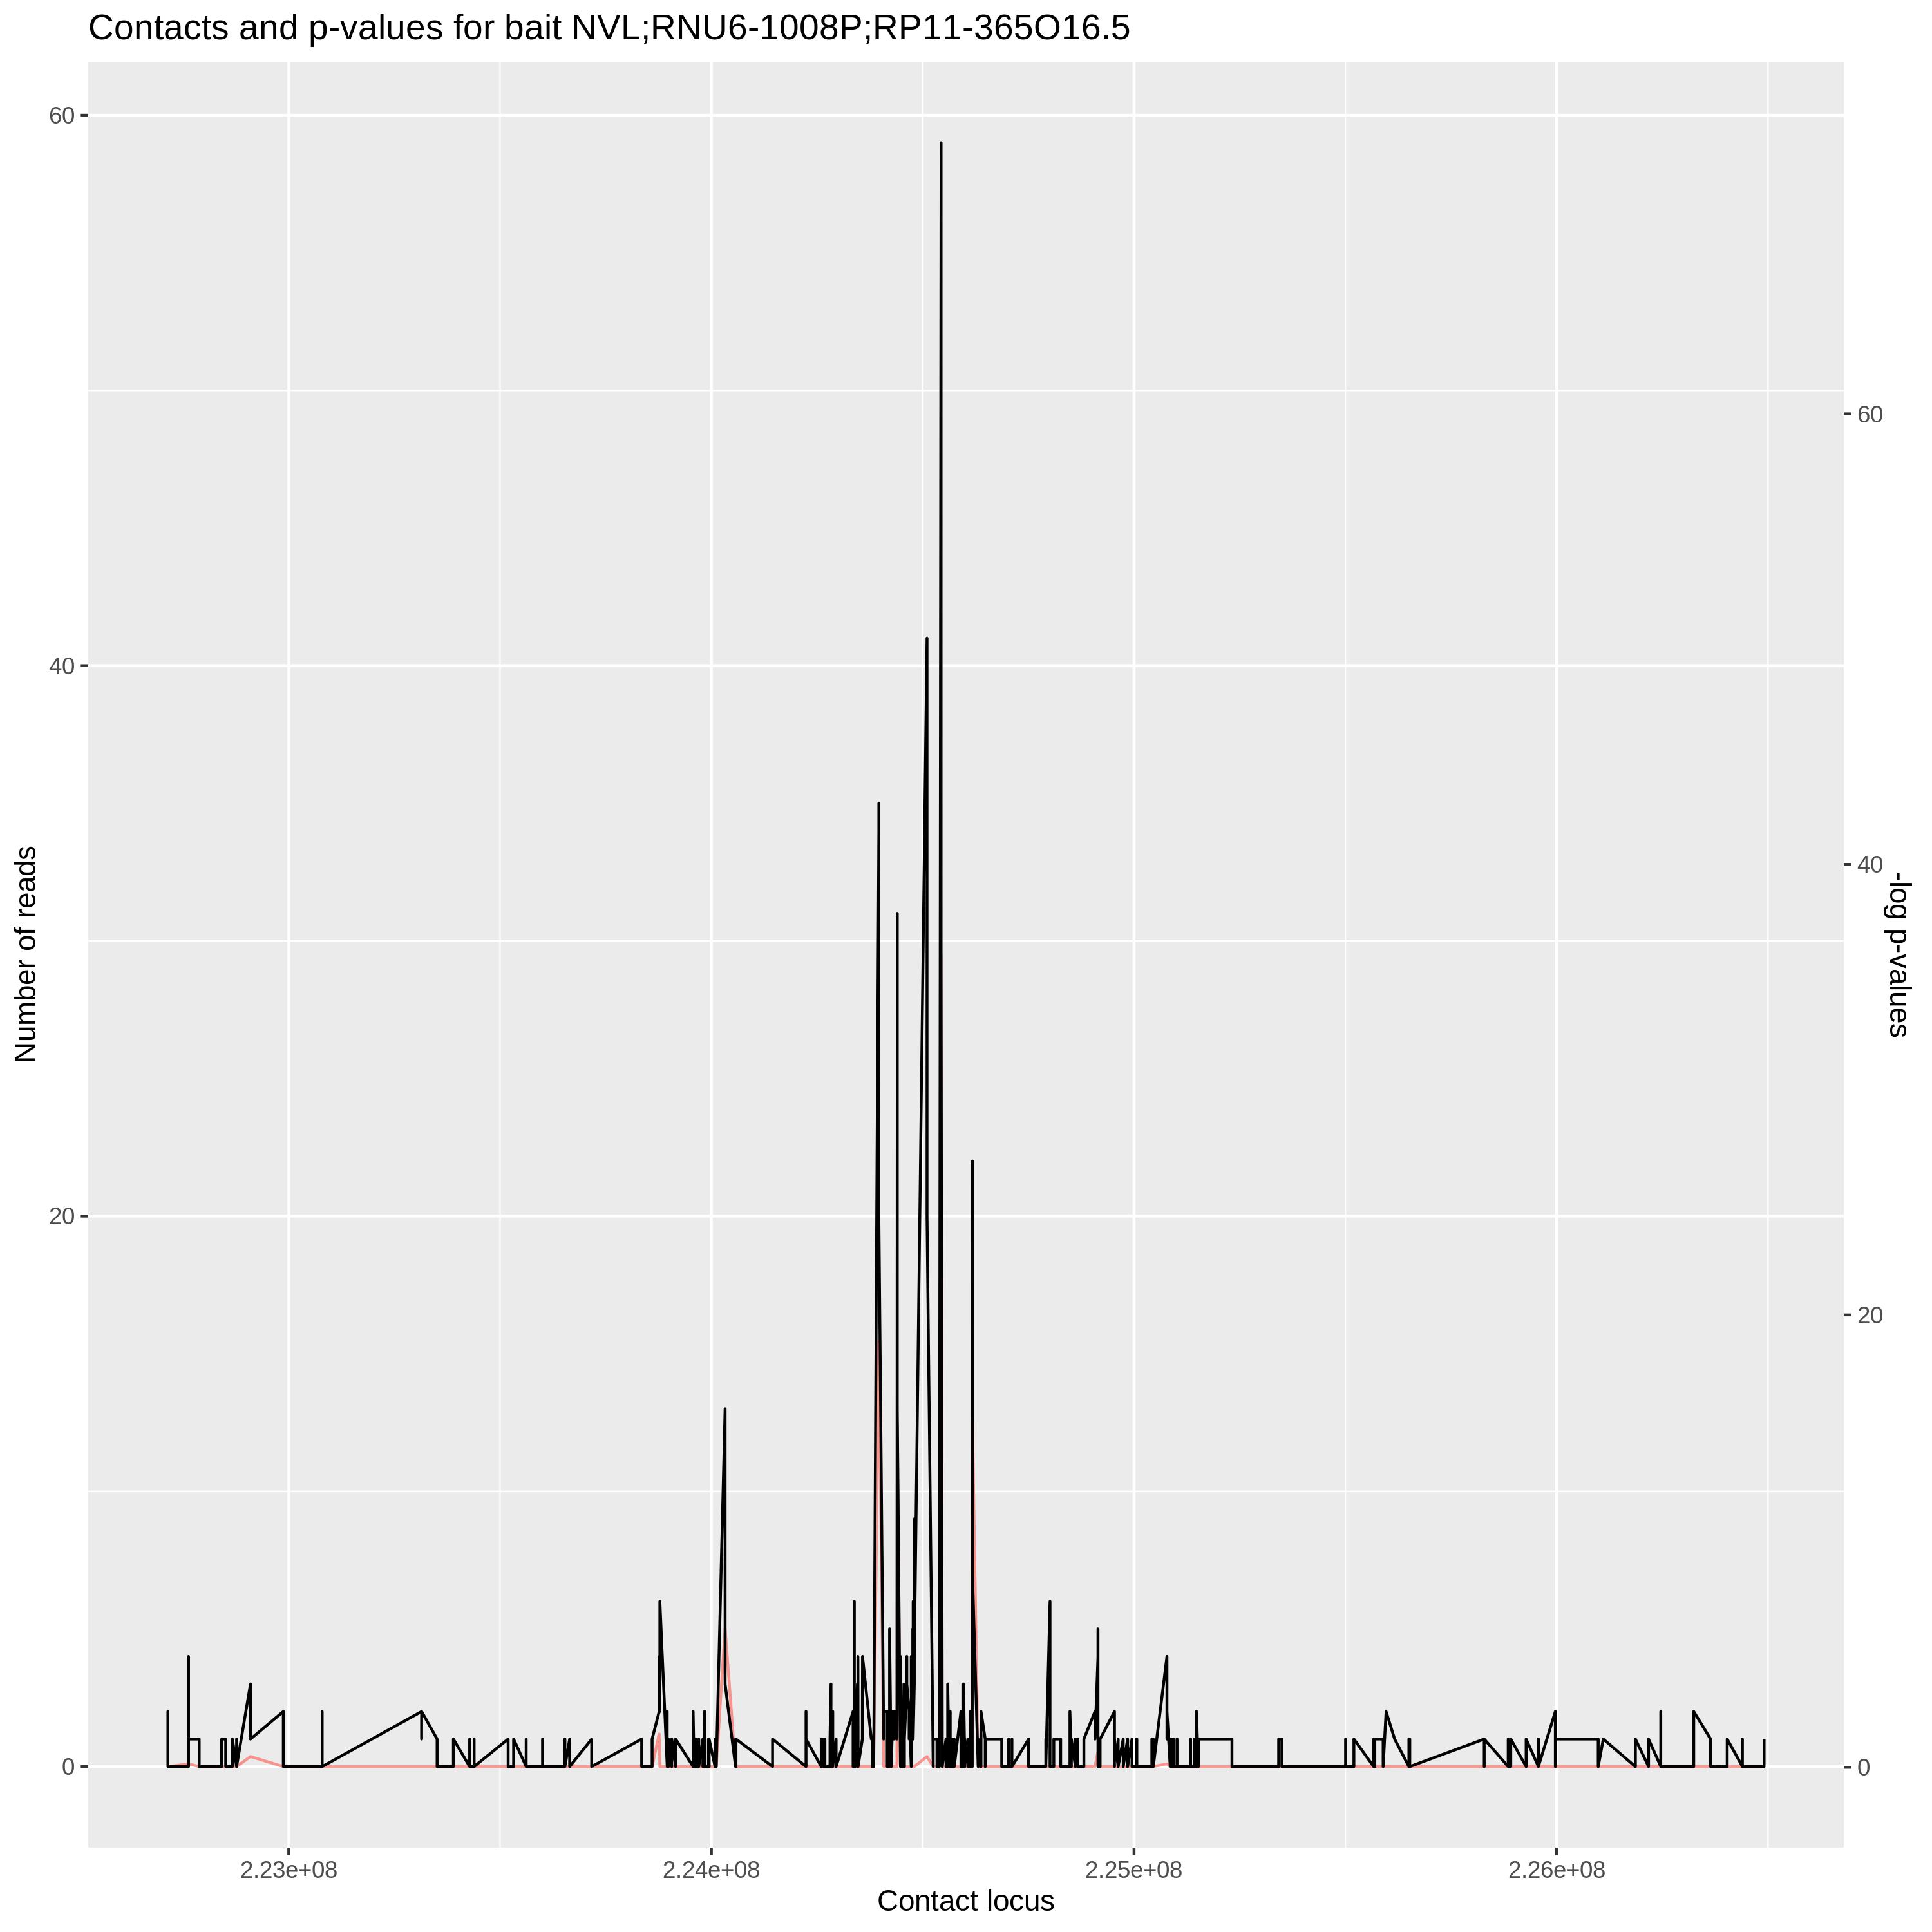 Contacts and p-values for bait NVL;RNU6-1008P;RP11-365O16.5
60
40
20
0
Number of reads
60
40
20
0
-log p-values
2.23e+08
2.24e+08
2.25e+08
2.26e+08
Contact locus